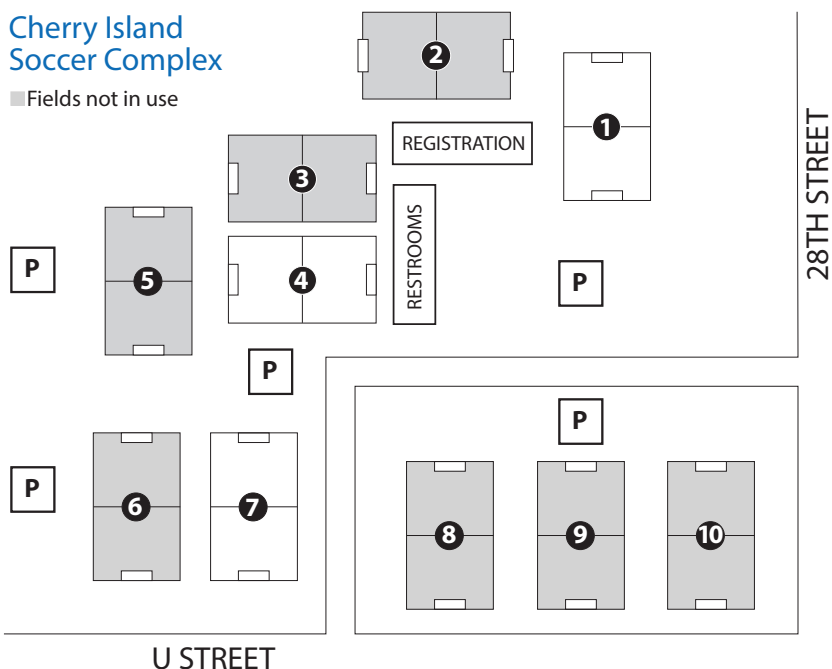 Cherry Island
Soccer Complex
Fields not in use
2
1
REGISTRATION
3
RESTROOMS
28TH STREET
P
5
4
P
P
P
P
6
7
8
9
10
U STREET